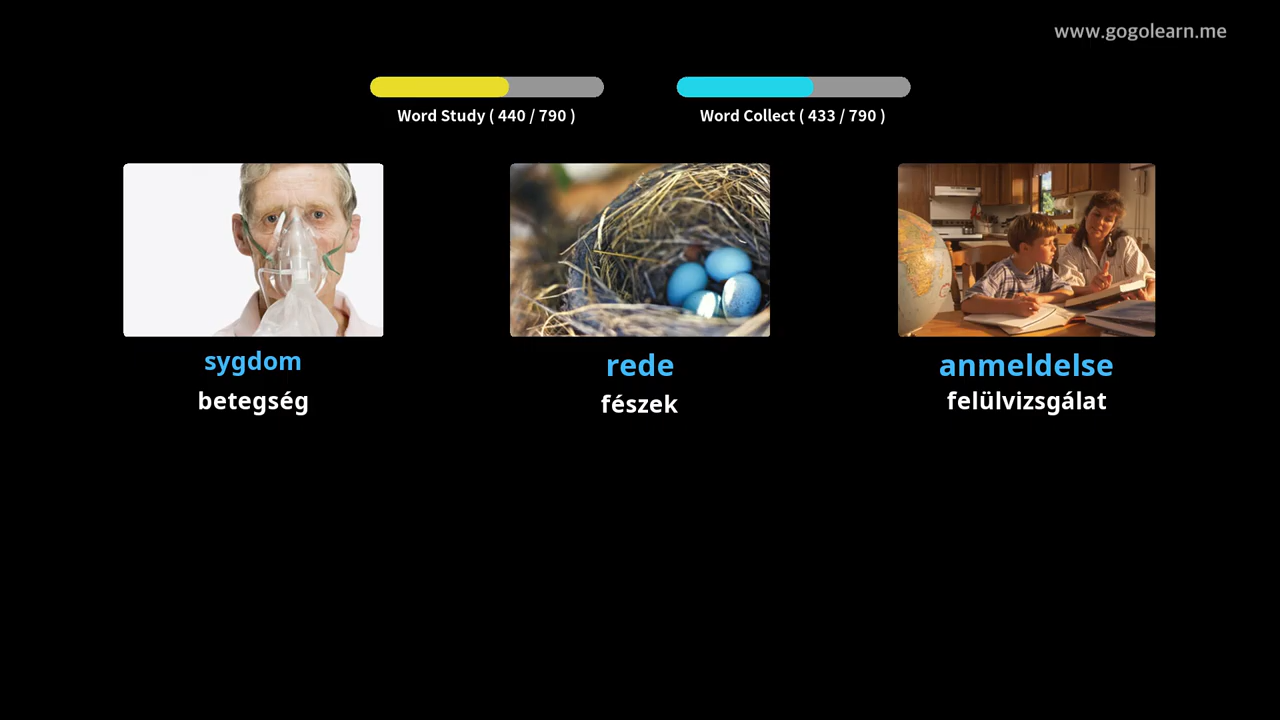 www.gogolearn.me
Word Study ( 440 / 790 )
Word Collect ( 433 / 790 )
sygdom
betegség
rede
fészek
anmeldelse
felülvizsgálat